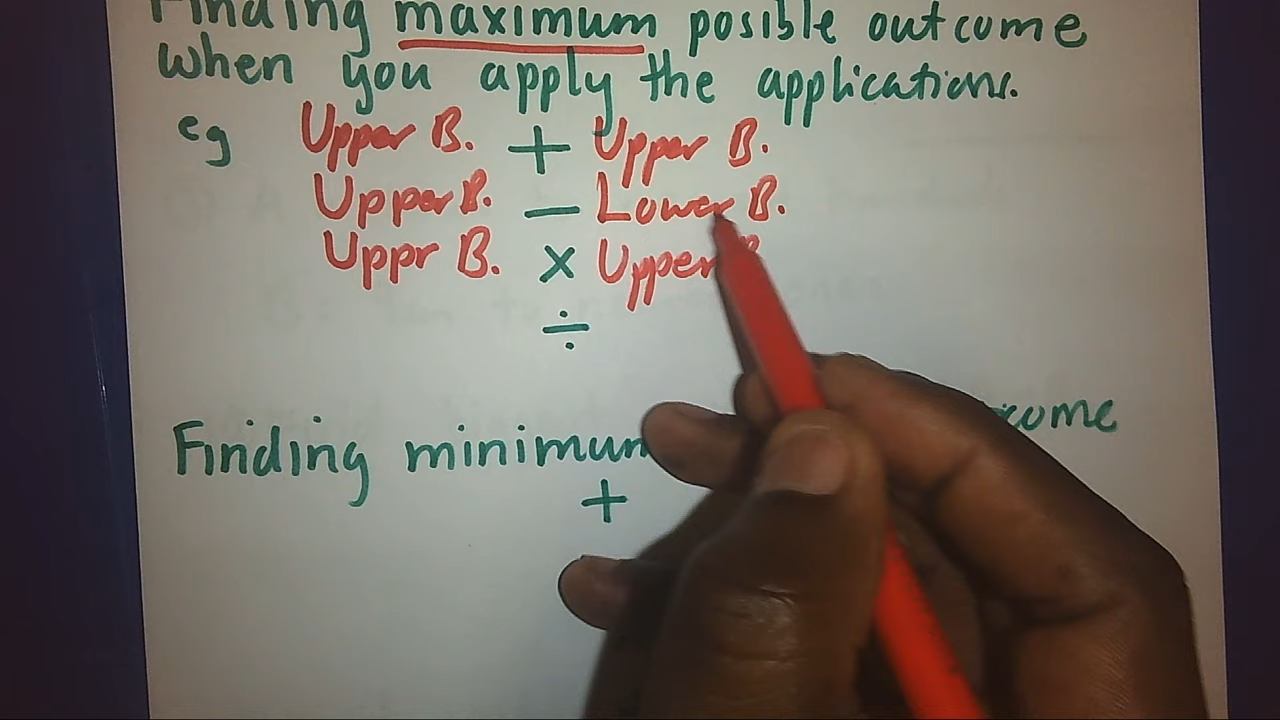 Finding maximum posible outcome
when you apply the applications.
eg Upper B. + Upper B.
Upper B. — Lower B.
Uppr B. × Upper
÷
Finding minimum
+